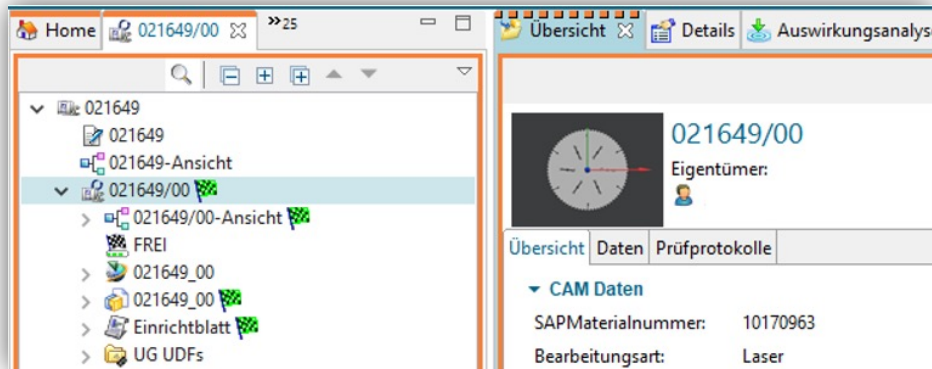 Home 021649/00 »25
021649
021649
021649-Ansicht
021649/00
021649/00-Ansicht
FREI
021649_00
021649_00
Einrichtblatt
UG UDFs
Übersicht Details Auswirkungsanalyse
021649/00
Eigentümer:
Übersicht Daten Prüfprotokolle
CAM Daten
SAPMaterialnummer: 10170963
Bearbeitungsart: Laser